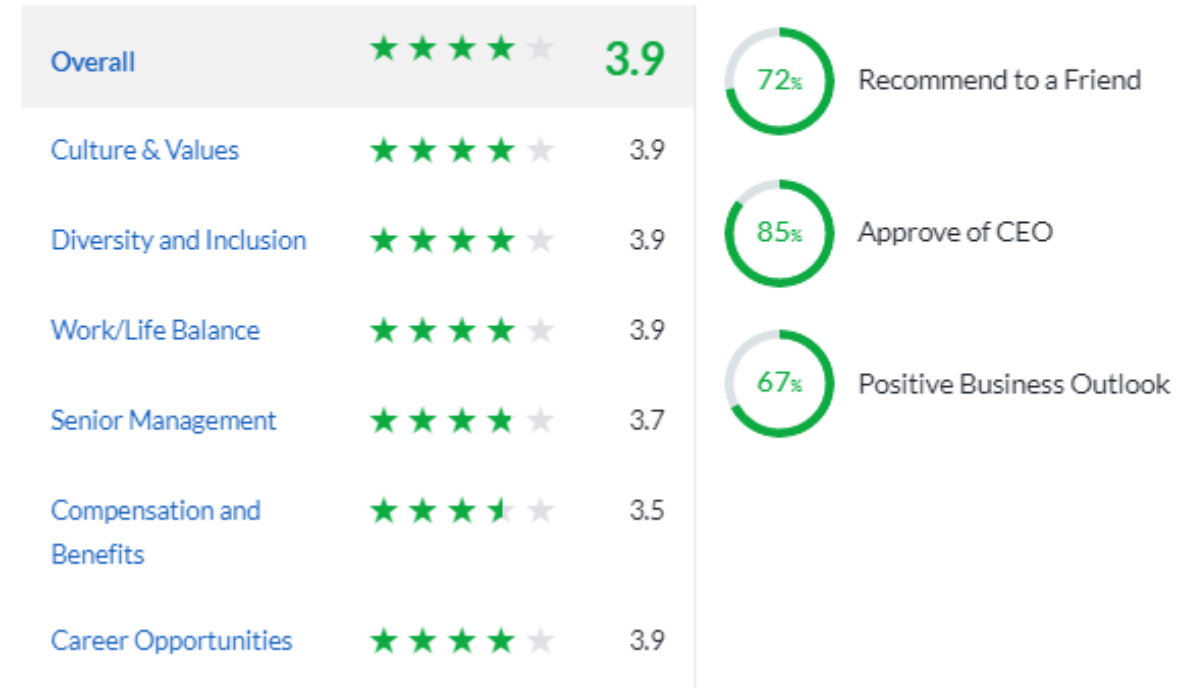 Overall 3.9
Culture & Values 3.9
Diversity and Inclusion 3.9
Work/Life Balance 3.9
Senior Management 3.7
Compensation and 3.5
Benefits
Career Opportunities 3.9
72% Recommend to a Friend
85% Approve of CEO
67% Positive Business Outlook